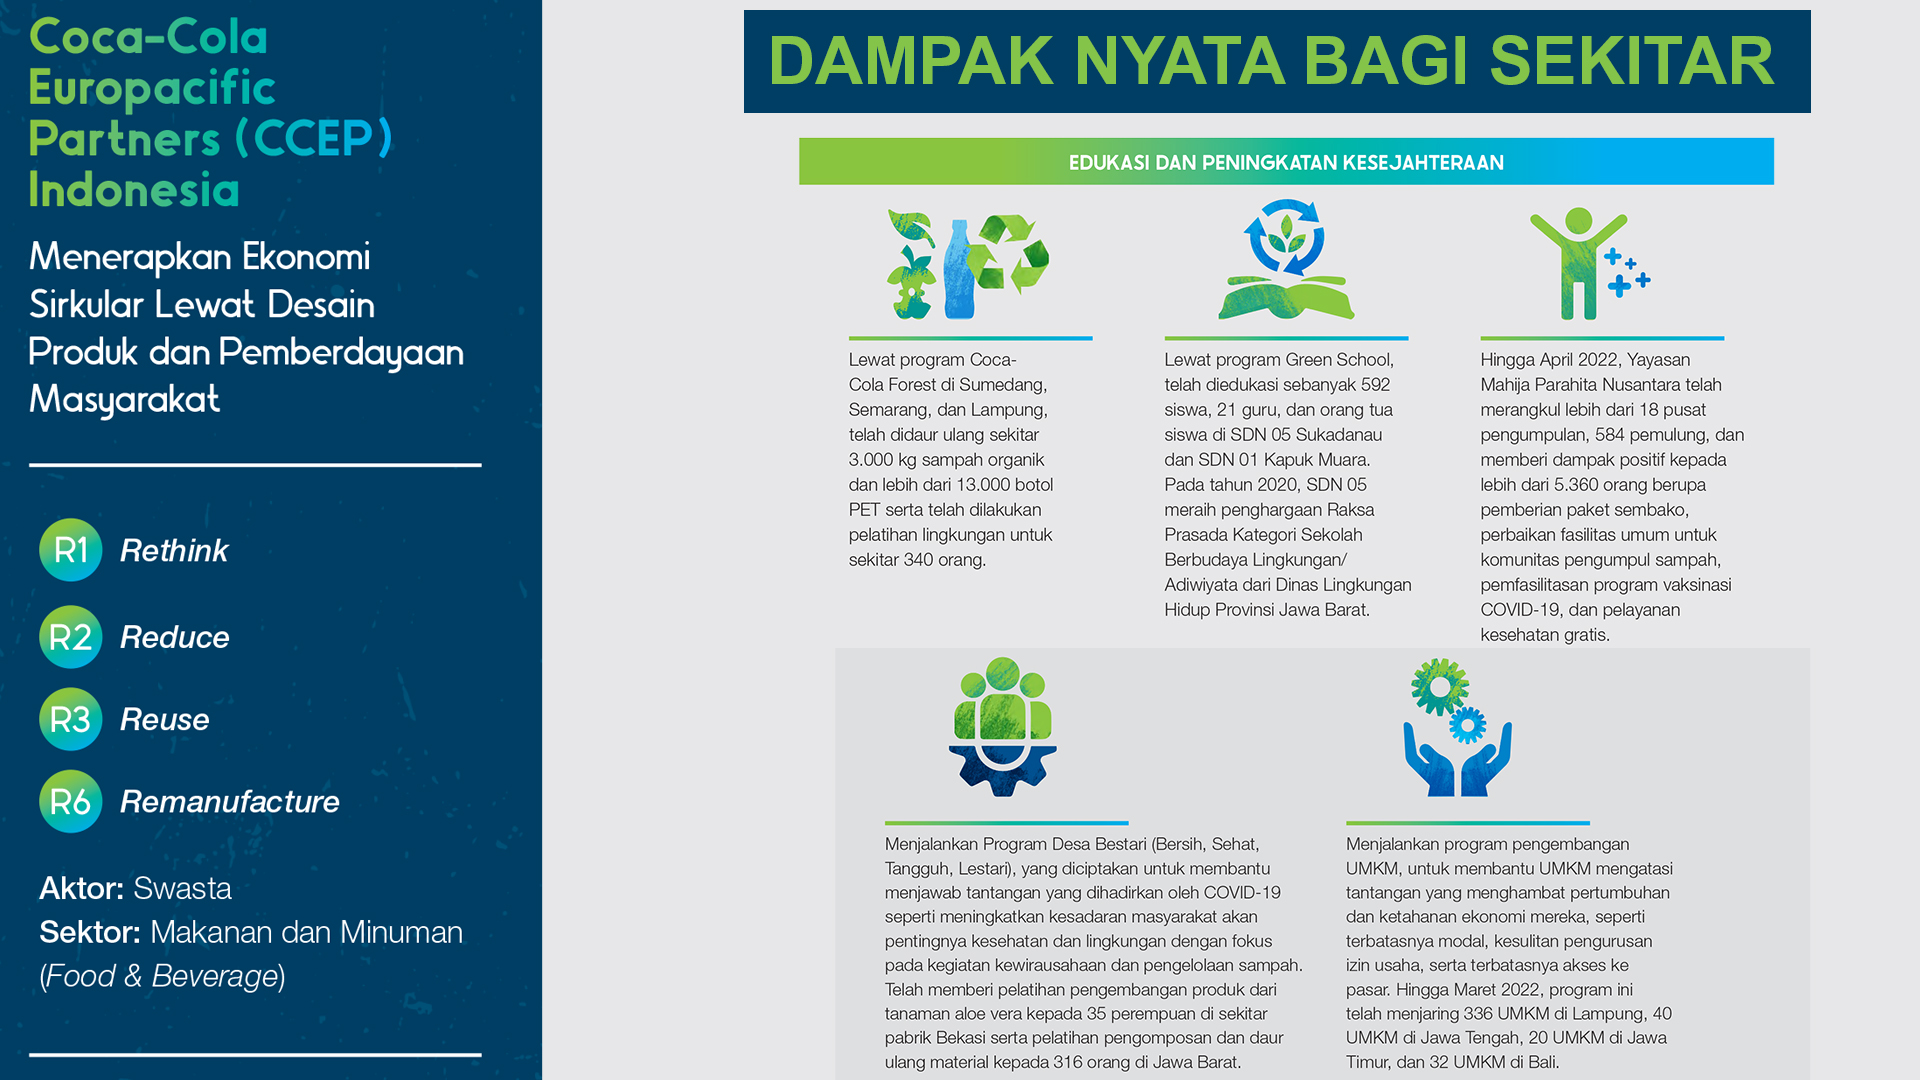 Coca-Cola
Europacific
Partners (CCEP)
Indonesia
Menerapkan Ekonomi
Sirkular Lewat Desain
Produk dan Pemberdayaan
Masyarakat
R1 Rethink
R2 Reduce
R3 Reuse
R6 Remanufacture
Aktor: Swasta
Sektor: Makanan dan Minuman
(Food & Beverage)
DAMPAK NYATA BAGI SEKITAR
EDUKASI DAN PENINGKATAN KESEJAHTERAAN
Lewat program Coca-
Cola Forest di Sumedang,
Semarang, dan Lampung,
telah didaur ulang sekitar
3.000 kg sampah organik
dan lebih dari 13.000 botol
PET serta telah dilakukan
pelatihan lingkungan untuk
sekitar 340 orang.
Lewat program Green School,
telah diedukasi sebanyak 592
siswa, 21 guru, dan orang tua
siswa di SDN 05 Sukadanau
dan SDN 01 Kapuk Muara.
Pada tahun 2020, SDN 05
meraih penghargaan Raksa
Prasada Kategori Sekolah
Berbudaya Lingkungan/
Adiwiyata dari Dinas Lingkungan
Hidup Provinsi Jawa Barat.
Hingga April 2022, Yayasan
Mahija Parahita Nusantara telah
merangkul lebih dari 18 pusat
pengumpulan, 584 pemulung, dan
memberi dampak positif kepada
lebih dari 5.360 orang berupa
pemberian paket sembako,
perbaikan fasilitas umum untuk
komunitas pengumpul sampah,
pemfasilitasan program vaksinasi
COVID-19, dan pelayanan
kesehatan gratis.
Menjalankan Program Desa Bestari (Bersih, Sehat,
Tangguh, Lestari), yang diciptakan untuk membantu
menjawab tantangan yang dihadirkan oleh COVID-19
seperti meningkatkan kesadaran masyarakat akan
pentingnya kesehatan dan lingkungan dengan fokus
pada kegiatan kewirausahaan dan pengelolaan sampah.
Telah memberi pelatihan pengembangan produk dari
tanaman aloe vera kepada 35 perempuan di sekitar
pabrik Bekasi serta pelatihan pengomposan dan daur
ulang material kepada 316 orang di Jawa Barat.
Menjalankan program pengembangan
UMKM, untuk membantu UMKM mengatasi
tantangan yang menghambat pertumbuhan
dan ketahanan ekonomi mereka, seperti
terbatasnya modal, kesulitan pengurusan
izin usaha, serta terbatasnya akses ke
pasar. Hingga Maret 2022, program ini
telah menjaring 336 UMKM di Lampung, 40
UMKM di Jawa Tengah, 20 UMKM di Jawa
Timur, dan 32 UMKM di Bali.